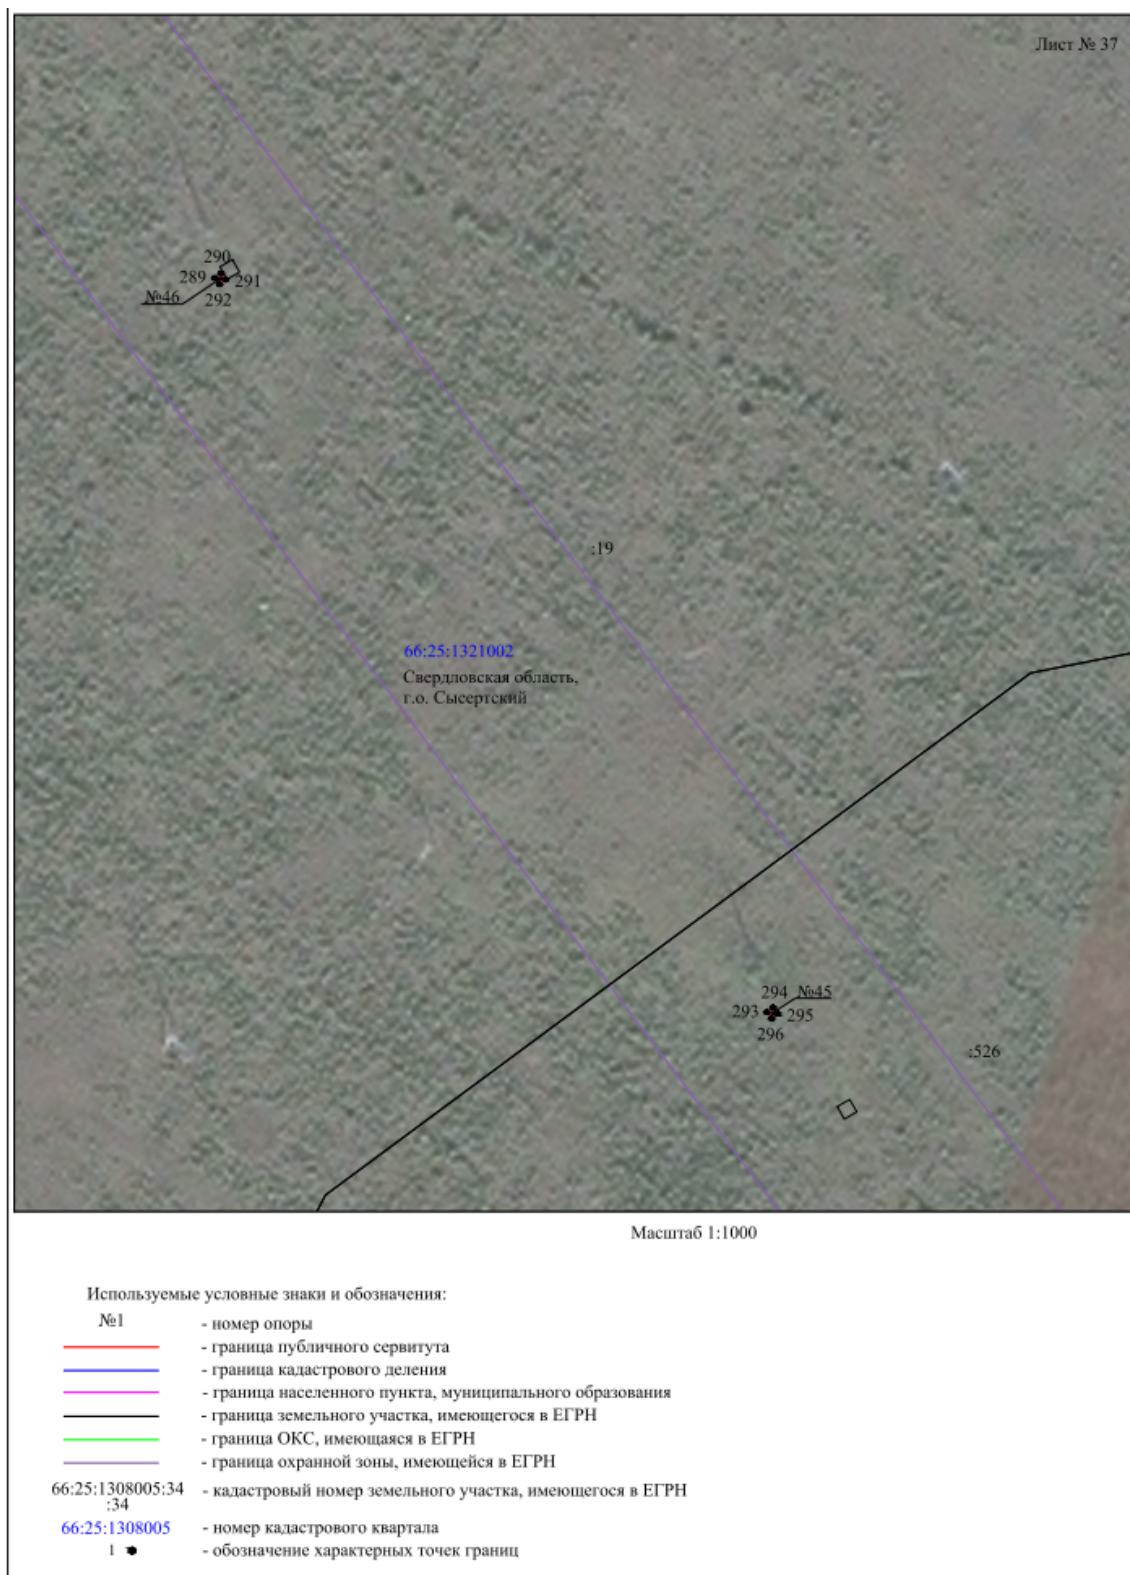 Лист № 37
290
289
291
№46
292
:19
66:25:1321002
Свердловская область,
г.о. Сысертский
294
№45
293
295
296
:526
Масштаб 1:1000
Используемые условные знаки и обозначения:
№1 - номер опоры
- граница публичного сервитута
- граница кадастрового деления
- граница населенного пункта, муниципального образования
- граница земельного участка, имеющегося в ЕГРН
- граница ОКС, имеющаяся в ЕГРН
- граница охранной зоны, имеющейся в ЕГРН
66:25:1308005:34 - кадастровый номер земельного участка, имеющегося в ЕГРН
:34
66:25:1308005 - номер кадастрового квартала
1 - обозначение характерных точек границ